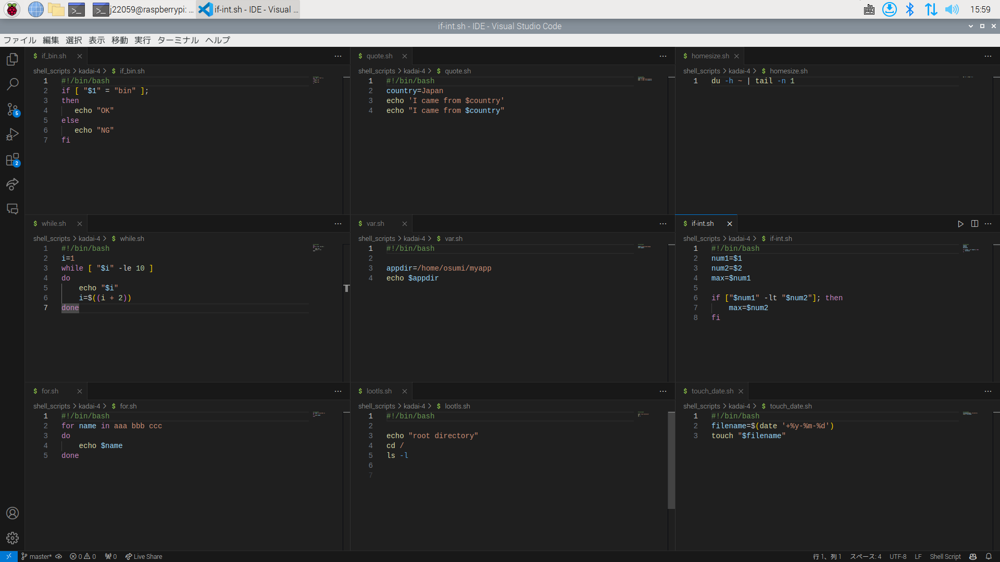 j22059@raspberrypi: ...
if-int.sh - IDE - Visual ...
15:59
if-int.sh - IDE - Visual Studio Code
ファイル 編集 選択 表示 移動 実行 ターミナル ヘルプ
$ if_bin.sh
shell_scripts > kadai-4 > $ if_bin.sh
1 #!/bin/bash
2 if [ "$1" = "bin" ];
3 then
4 echo "OK"
5 else
6 echo "NG"
7 fi
$ quote.sh
shell_scripts > kadai-4 > $ quote.sh
1 #!/bin/bash
2 country=Japan
3 echo 'I came from $country'
4 echo "I came from $country"
$ homesize.sh
shell_scripts > kadai-4 > $ homesize.sh
1 du -h ~ | tail -n 1
$ while.sh
shell_scripts > kadai-4 > $ while.sh
1 #!/bin/bash
2 i=1
3 while [ "$i" -le 10 ]
4 do
5 echo "$i"
6 i=$((i + 2))
7 done
$ var.sh
shell_scripts > kadai-4 > $ var.sh
1 #!/bin/bash
2
3 appdir=/home/osumi/myapp
4 echo $appdir
$ if-int.sh
shell_scripts > kadai-4 > $ if-int.sh
1 #!/bin/bash
2 num1=$1
3 num2=$2
4 max=$num1
5
6 if ["$num1" -lt "$num2"]; then
7 max=$num2
8 fi
$ for.sh
shell_scripts > kadai-4 > $ for.sh
1 #!/bin/bash
2 for name in aaa bbb ccc
3 do
4 echo $name
5 done
$ lootls.sh
shell_scripts > kadai-4 > $ lootls.sh
1 #!/bin/bash
2
3 echo "root directory"
4 cd /
5 ls -l
6
7
$ touch_date.sh
shell_scripts > kadai-4 > $ touch_date.sh
1 #!/bin/bash
2 filename=$(date '+%y-%m-%d')
3 touch "$filename"
5
2
master* 0 0 0 Live Share
行 1、列 1 スペース: 4 UTF-8 LF Shell Script